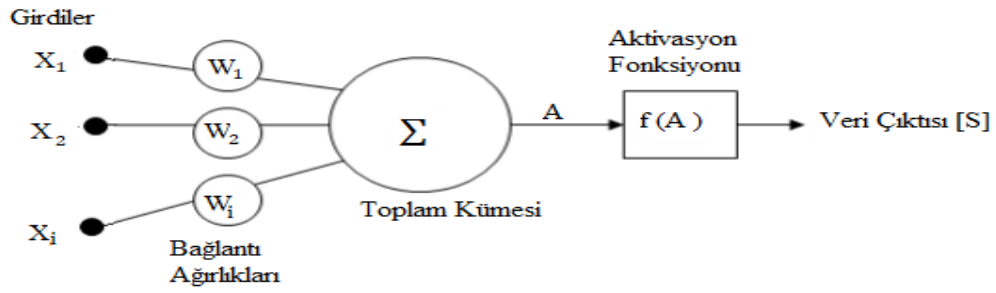 Girdiler
X1
W1
X2
W2
Xi
Wi
Bağlantı
Ağırlıkları
Σ
Toplam Kümesi
A
Aktivasyon
Fonksiyonu
f (A )
Veri Çıktısı [S]